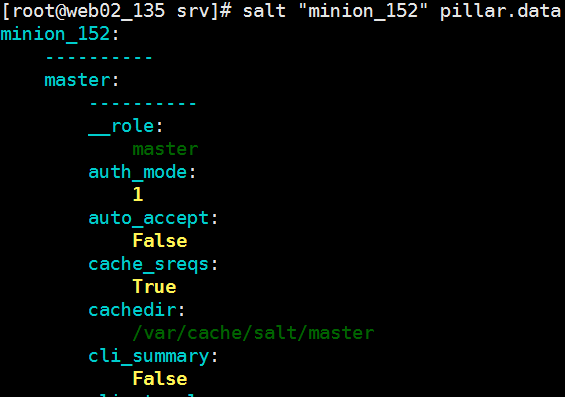 [root@web02_135 srv]# salt "minion_152" pillar.data
minion_152:
----------
master:
----------
__role:
master
auth_mode:
1
auto_accept:
False
cache_sreqs:
True
cachedir:
/var/cache/salt/master
cli_summary:
False